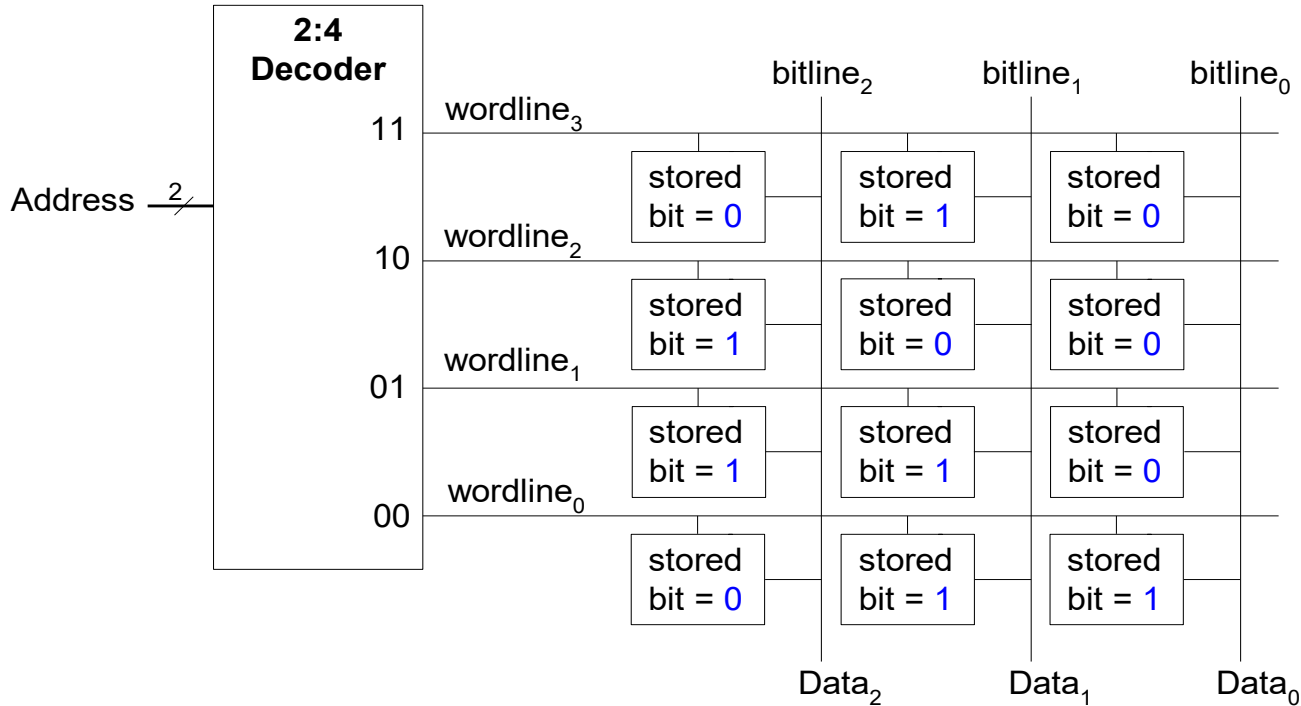 2:4
Decoder
bitline₂ bitline₁ bitline₀
wordline₃
11
stored stored stored
bit = 0 bit = 1 bit = 0
Address 2
wordline₂
10
stored stored stored
bit = 1 bit = 0 bit = 0
wordline₁
01
stored stored stored
bit = 1 bit = 1 bit = 0
wordline₀
00
stored stored stored
bit = 0 bit = 1 bit = 1
Data₂ Data₁ Data₀